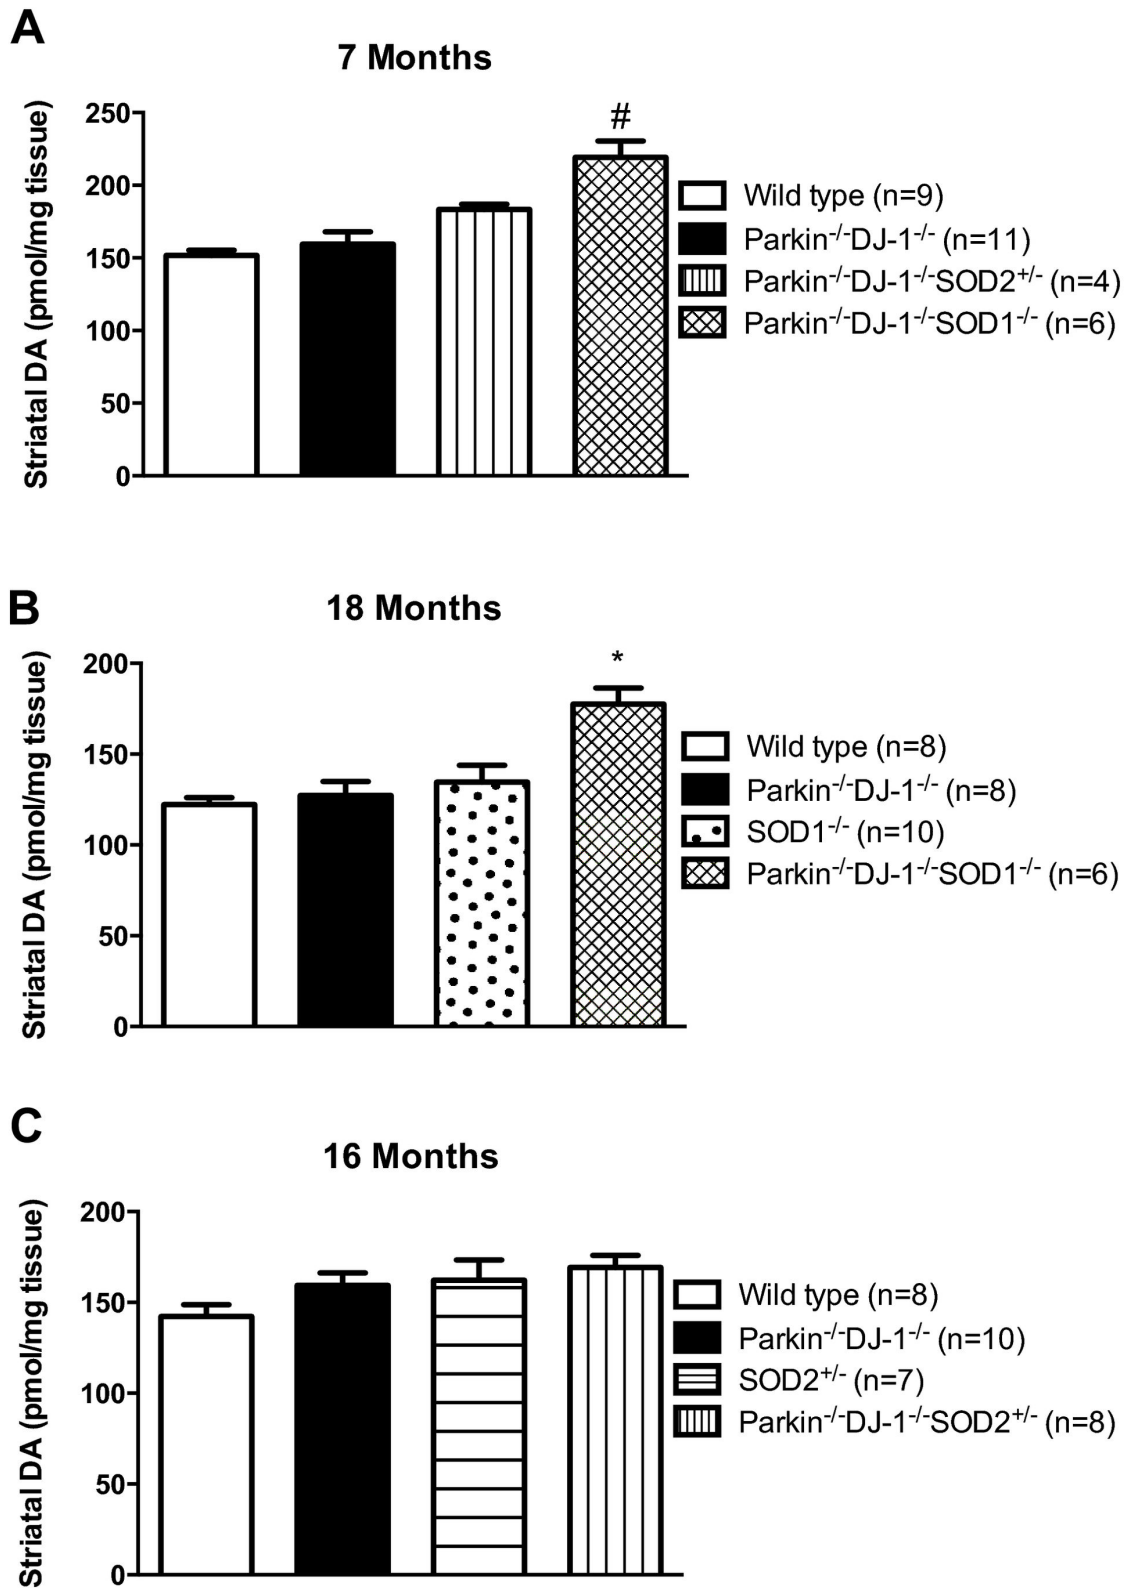 A
7 Months
Striatal DA (pmol/mg tissue)
250
200
150
100
50
0
#
Wild type (n=9)
Parkin⁻/⁻DJ-1⁻/⁻ (n=11)
Parkin⁻/⁻DJ-1⁻/⁻SOD2⁺/⁻ (n=4)
Parkin⁻/⁻DJ-1⁻/⁻SOD1⁻/⁻ (n=6)
B
18 Months
Striatal DA (pmol/mg tissue)
200
150
100
50
0
*
Wild type (n=8)
Parkin⁻/⁻DJ-1⁻/⁻ (n=8)
SOD1⁻/⁻ (n=10)
Parkin⁻/⁻DJ-1⁻/⁻SOD1⁻/⁻ (n=6)
C
16 Months
Striatal DA (pmol/mg tissue)
200
150
100
50
0
Wild type (n=8)
Parkin⁻/⁻DJ-1⁻/⁻ (n=10)
SOD2⁺/⁻ (n=7)
Parkin⁻/⁻DJ-1⁻/⁻SOD2⁺/⁻ (n=8)